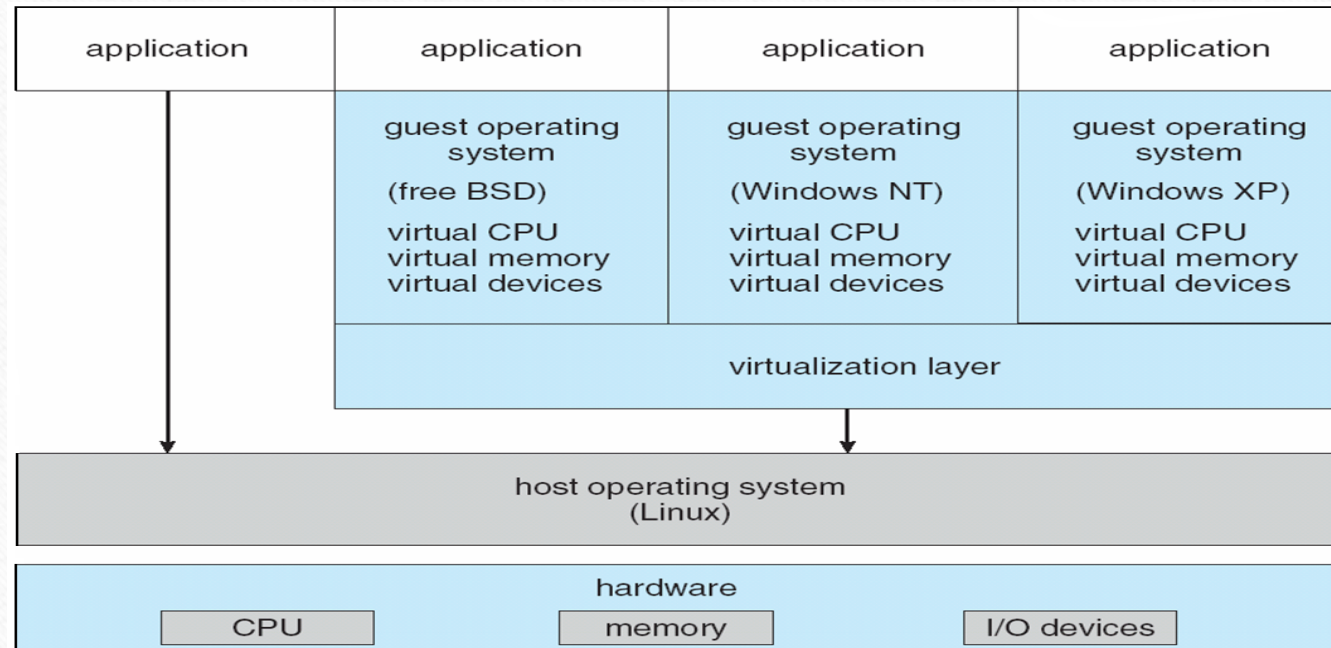 application
application
application
application
guest operating
system
(free BSD)
virtual CPU
virtual memory
virtual devices
guest operating
system
(Windows NT)
virtual CPU
virtual memory
virtual devices
guest operating
system
(Windows XP)
virtual CPU
virtual memory
virtual devices
virtualization layer
host operating system
(Linux)
hardware
CPU
memory
I/O devices